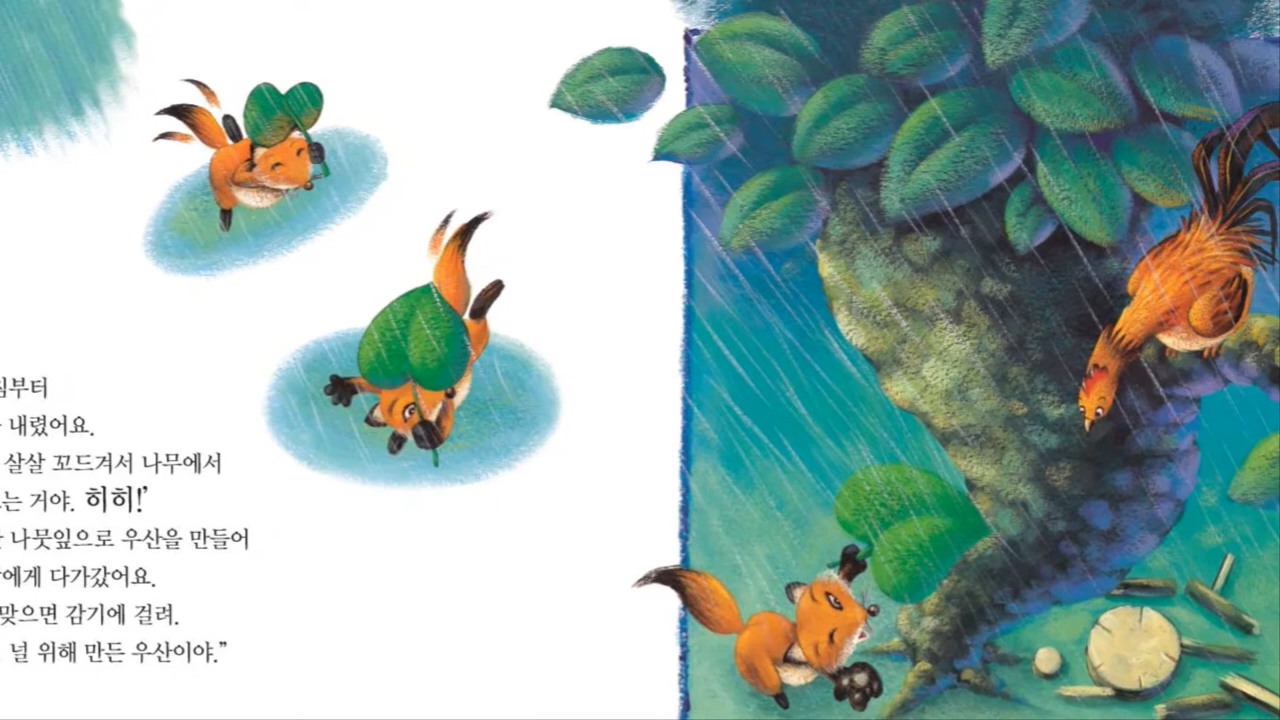 부터
내렸어요.
살살 꼬드겨서 나무에서
는 거야. 히히!’
나뭇잎으로 우산을 만들어
에게 다가갔어요.
맞으면 감기에 걸려.
널 위해 만든 우산이야.”